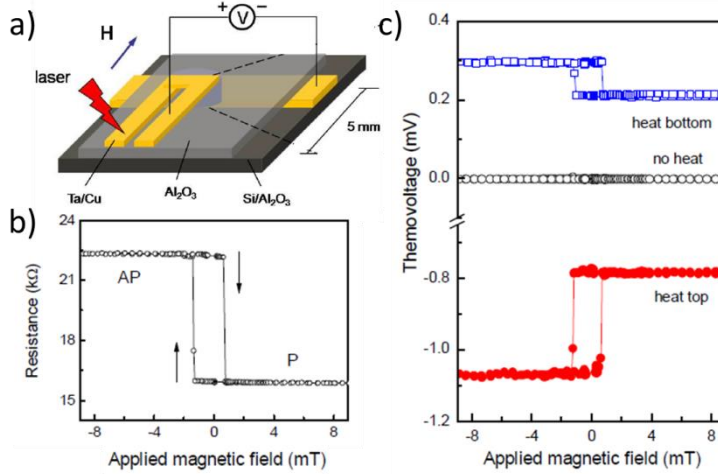 a)
H
+ V −
laser
5 mm
Ta/Cu
Al₂O₃
Si/Al₂O₃
b)
Resistance (kΩ)
24
21
18
15
AP
P
-8 -4 0 4 8
Applied magnetic field (mT)
c)
Themovoltage (mV)
0.4
0.2
0.0
-0.8
-1.0
-1.2
heat bottom
no heat
heat top
-8 -4 0 4 8
Applied magnetic field (mT)